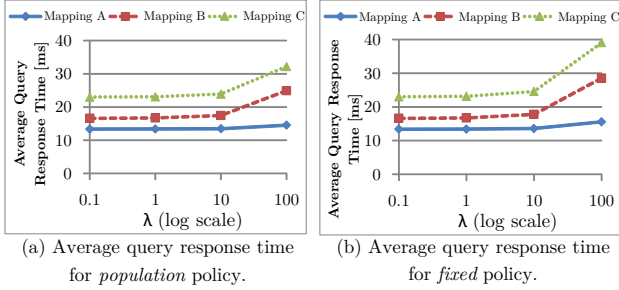 Mapping A Mapping B Mapping C
Average Query
Response Time [ms]
40
30
20
10
0
0.1 1 10 100
λ (log scale)
(a) Average query response time
for population policy.
Mapping A Mapping B Mapping C
Average Query Response
Time [ms]
40
30
20
10
0
0.1 1 10 100
λ (log scale)
(b) Average query response time
for fixed policy.